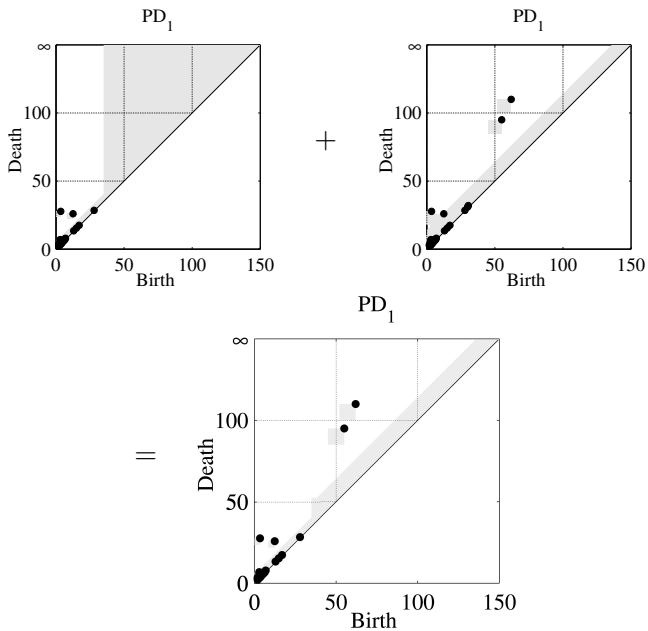 PD₁ PD₁
∞ ∞
100 100
Death + Death
50 50
0 0
0 50 100 150 0 50 100 150
Birth Birth
PD₁
∞
100
= Death
50
0
0 50 100 150
Birth